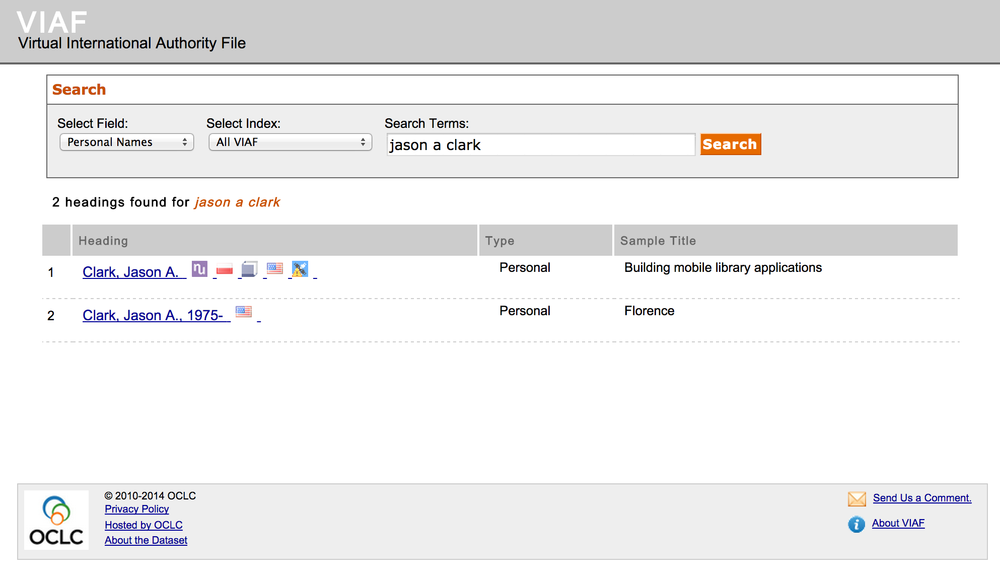 VIAF
Virtual International Authority File
Search
Select Field: Select Index: Search Terms:
Personal Names All VIAF jason a clark Search
2 headings found for jason a clark
Heading Type Sample Title
1 Clark, Jason A. nu Personal Building mobile library applications
2 Clark, Jason A., 1975- Personal Florence
OCLC
© 2010-2014 OCLC
Privacy Policy
Hosted by OCLC
About the Dataset
Send Us a Comment.
i About VIAF